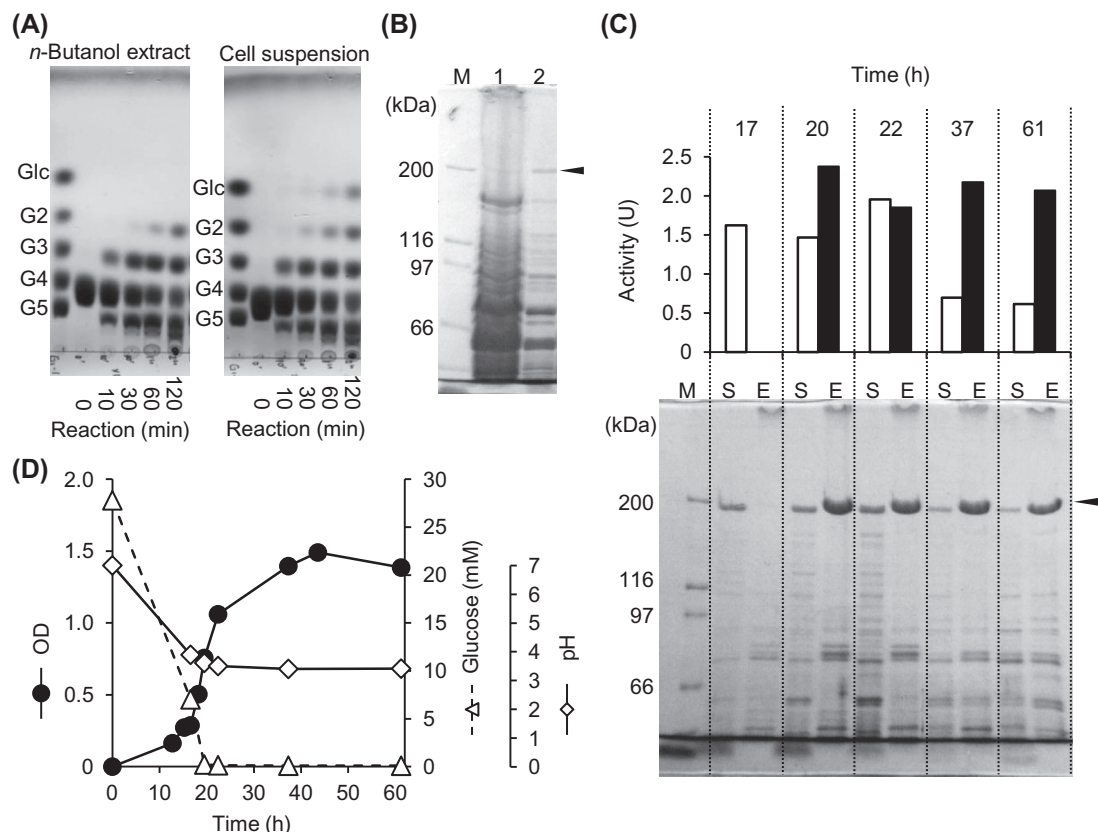 (A)
n-Butanol extract
Cell suspension
Glc
G2
G3
G4
G5
Glc
G2
G3
G4
G5
0 10 30 60 120
Reaction (min)
0 10 30 60 120
Reaction (min)
(B)
M 1 2
(kDa)
200
116
97
66
(C)
Time (h)
17 20 22 37 61
2.5
2.0
1.5
1.0
0.5
0
Activity (U)
M S E S E S E S E S E
(kDa)
200
116
97
66
(D)
2.0
1.5
1.0
0.5
0
OD
30
25
20
15
10
5
0
Glucose (mM)
7
6
5
4
3
2
1
0
pH
0 10 20 30 40 50 60
Time (h)